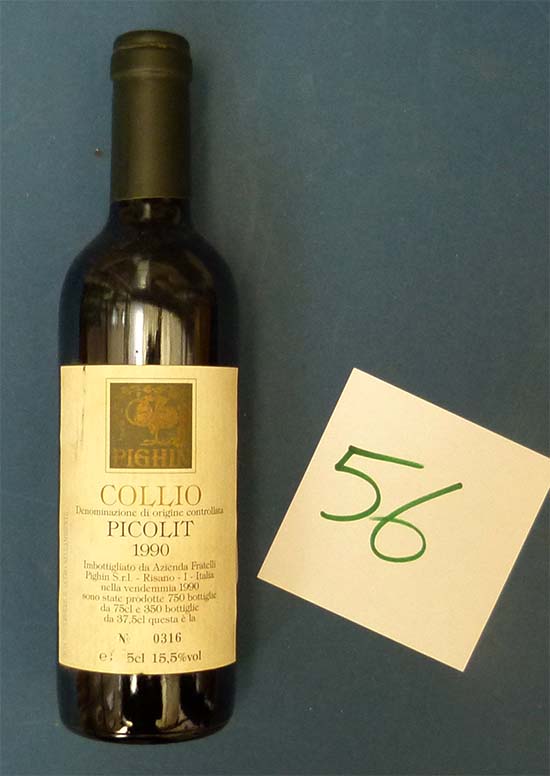 PIGHIN
COLLIO
Denominazione di origine controllata
PICOLIT
1990
Imbottigliato da Azienda Fratelli
Pighin S.r.l. - Risano - I - Italia
nella vendemmia 1990
sono state prodotte 750 bottiglie
da 75cl e 350 bottiglie
da 37,5cl questa è la
N° 0316
e 5cl 15,5%vol
56